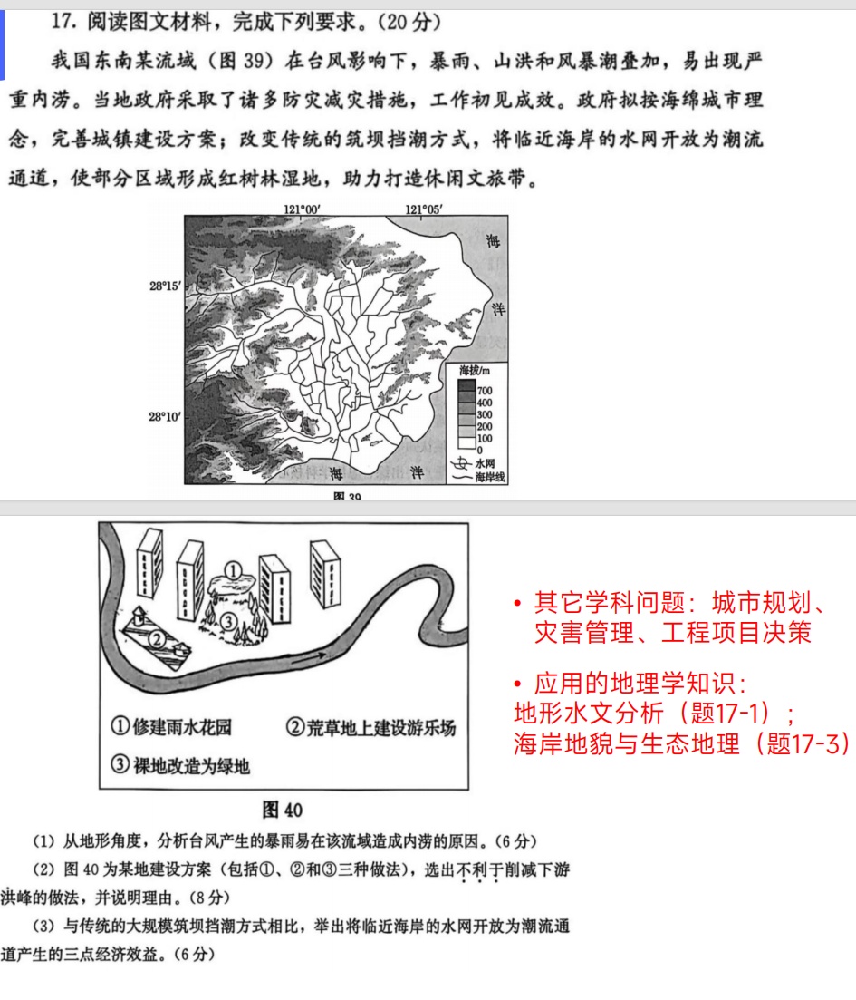 17. 阅读图文材料，完成下列要求。（20 分）
我国东南某流域（图 39）在台风影响下，暴雨、山洪和风暴潮叠加，易出现严
重内涝。当地政府采取了诸多防灾减灾措施，工作初见成效。政府拟按海绵城市理
念，完善城镇建设方案；改变传统的筑坝挡潮方式，将临近海岸的水网开放为潮流
通道，使部分区域形成红树林湿地，助力打造休闲文旅带。
121°00′
121°05′
海
28°15′
洋
海拔/m
700
400
300
200
100
0
水网
海岸线
28°10′
海
洋
图 39
①
③
②
①修建雨水花园
②荒草地上建设游乐场
③裸地改造为绿地
图 40
• 其它学科问题：城市规划、
灾害管理、工程项目决策
• 应用的地理学知识：
地形水文分析（题17-1）;
海岸地貌与生态地理（题17-3）
（1）从地形角度，分析台风产生的暴雨易在该流域造成内涝的原因。（6 分）
（2）图 40 为某地建设方案（包括①、②和③三种做法），选出不利于削减下游
洪峰的做法，并说明理由。（8 分）
（3）与传统的大规模筑坝挡潮方式相比，举出将临近海岸的水网开放为潮流通
道产生的三点经济效益。（6 分）